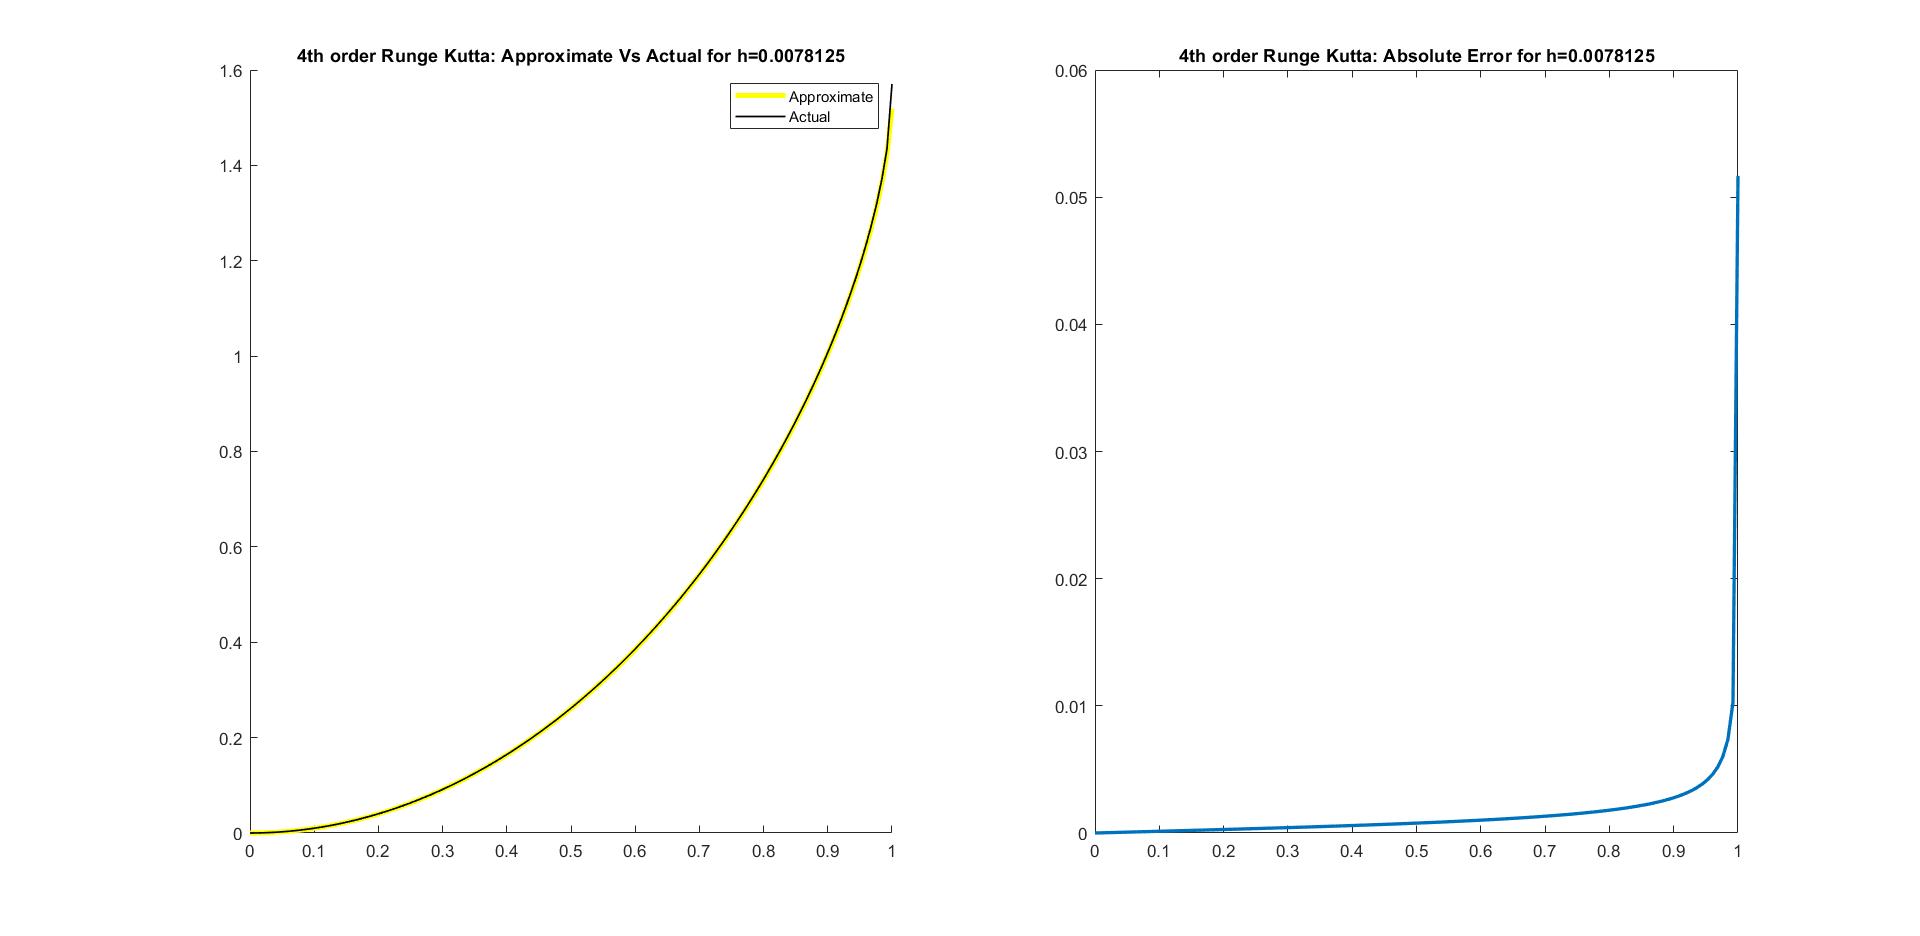 4th order Runge Kutta: Approximate Vs Actual for h=0.0078125
1.6
1.4
1.2
1
0.8
0.6
0.4
0.2
0
0 0.1 0.2 0.3 0.4 0.5 0.6 0.7 0.8 0.9 1
Approximate
Actual
4th order Runge Kutta: Absolute Error for h=0.0078125
0.06
0.05
0.04
0.03
0.02
0.01
0
0 0.1 0.2 0.3 0.4 0.5 0.6 0.7 0.8 0.9 1